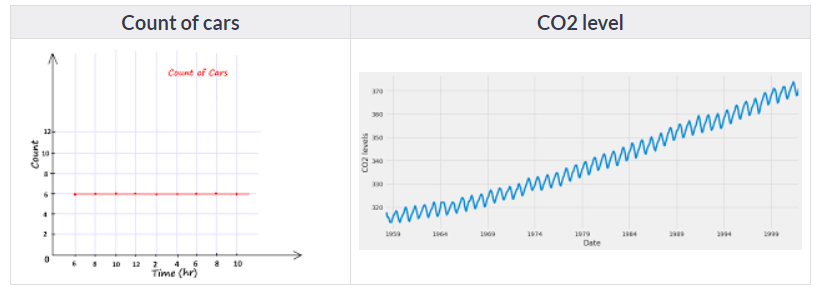 Count of cars
CO2 level
Count of Cars
Count
12
10
8
6
4
2
0
6 8 10 12 2 4 6 8 10
Time (hr)
CO2 levels
370
360
350
340
330
320
1959 1964 1969 1974 1979 1984 1989 1994 1999
Date